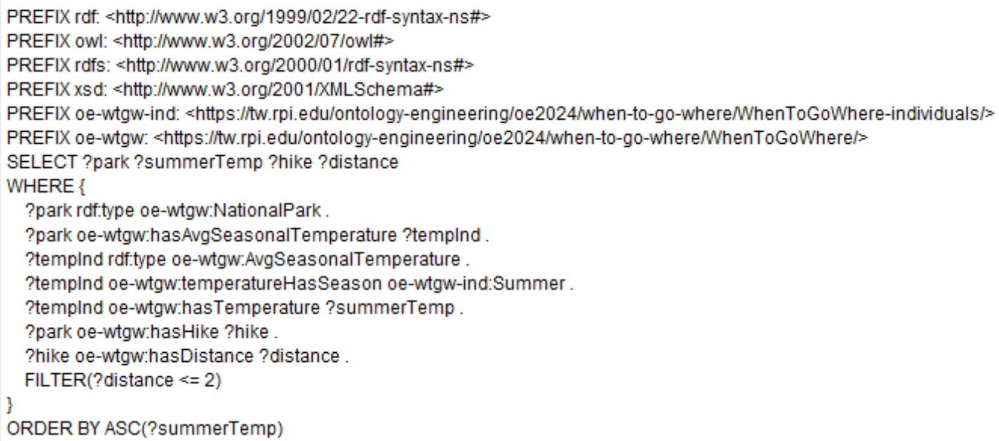 PREFIX rdf: <http://www.w3.org/1999/02/22-rdf-syntax-ns#>
PREFIX owl: <http://www.w3.org/2002/07/owl#>
PREFIX rdfs: <http://www.w3.org/2000/01/rdf-syntax-ns#>
PREFIX xsd: <http://www.w3.org/2001/XMLSchema#>
PREFIX oe-wtgw-ind: <https://tw.rpi.edu/ontology-engineering/oe2024/when-to-go-where/WhenToGoWhere-individuals/>
PREFIX oe-wtgw: <https://tw.rpi.edu/ontology-engineering/oe2024/when-to-go-where/WhenToGoWhere/>
SELECT ?park ?summerTemp ?hike ?distance
WHERE {
    ?park rdf:type oe-wtgw:NationalPark .
    ?park oe-wtgw:hasAvgSeasonalTemperature ?tempInd .
    ?tempInd rdf:type oe-wtgw:AvgSeasonalTemperature .
    ?tempInd oe-wtgw:temperatureHasSeason oe-wtgw-ind:Summer .
    ?tempInd oe-wtgw:hasTemperature ?summerTemp .
    ?park oe-wtgw:hasHike ?hike .
    ?hike oe-wtgw:hasDistance ?distance .
    FILTER(?distance <= 2)
}
ORDER BY ASC(?summerTemp)